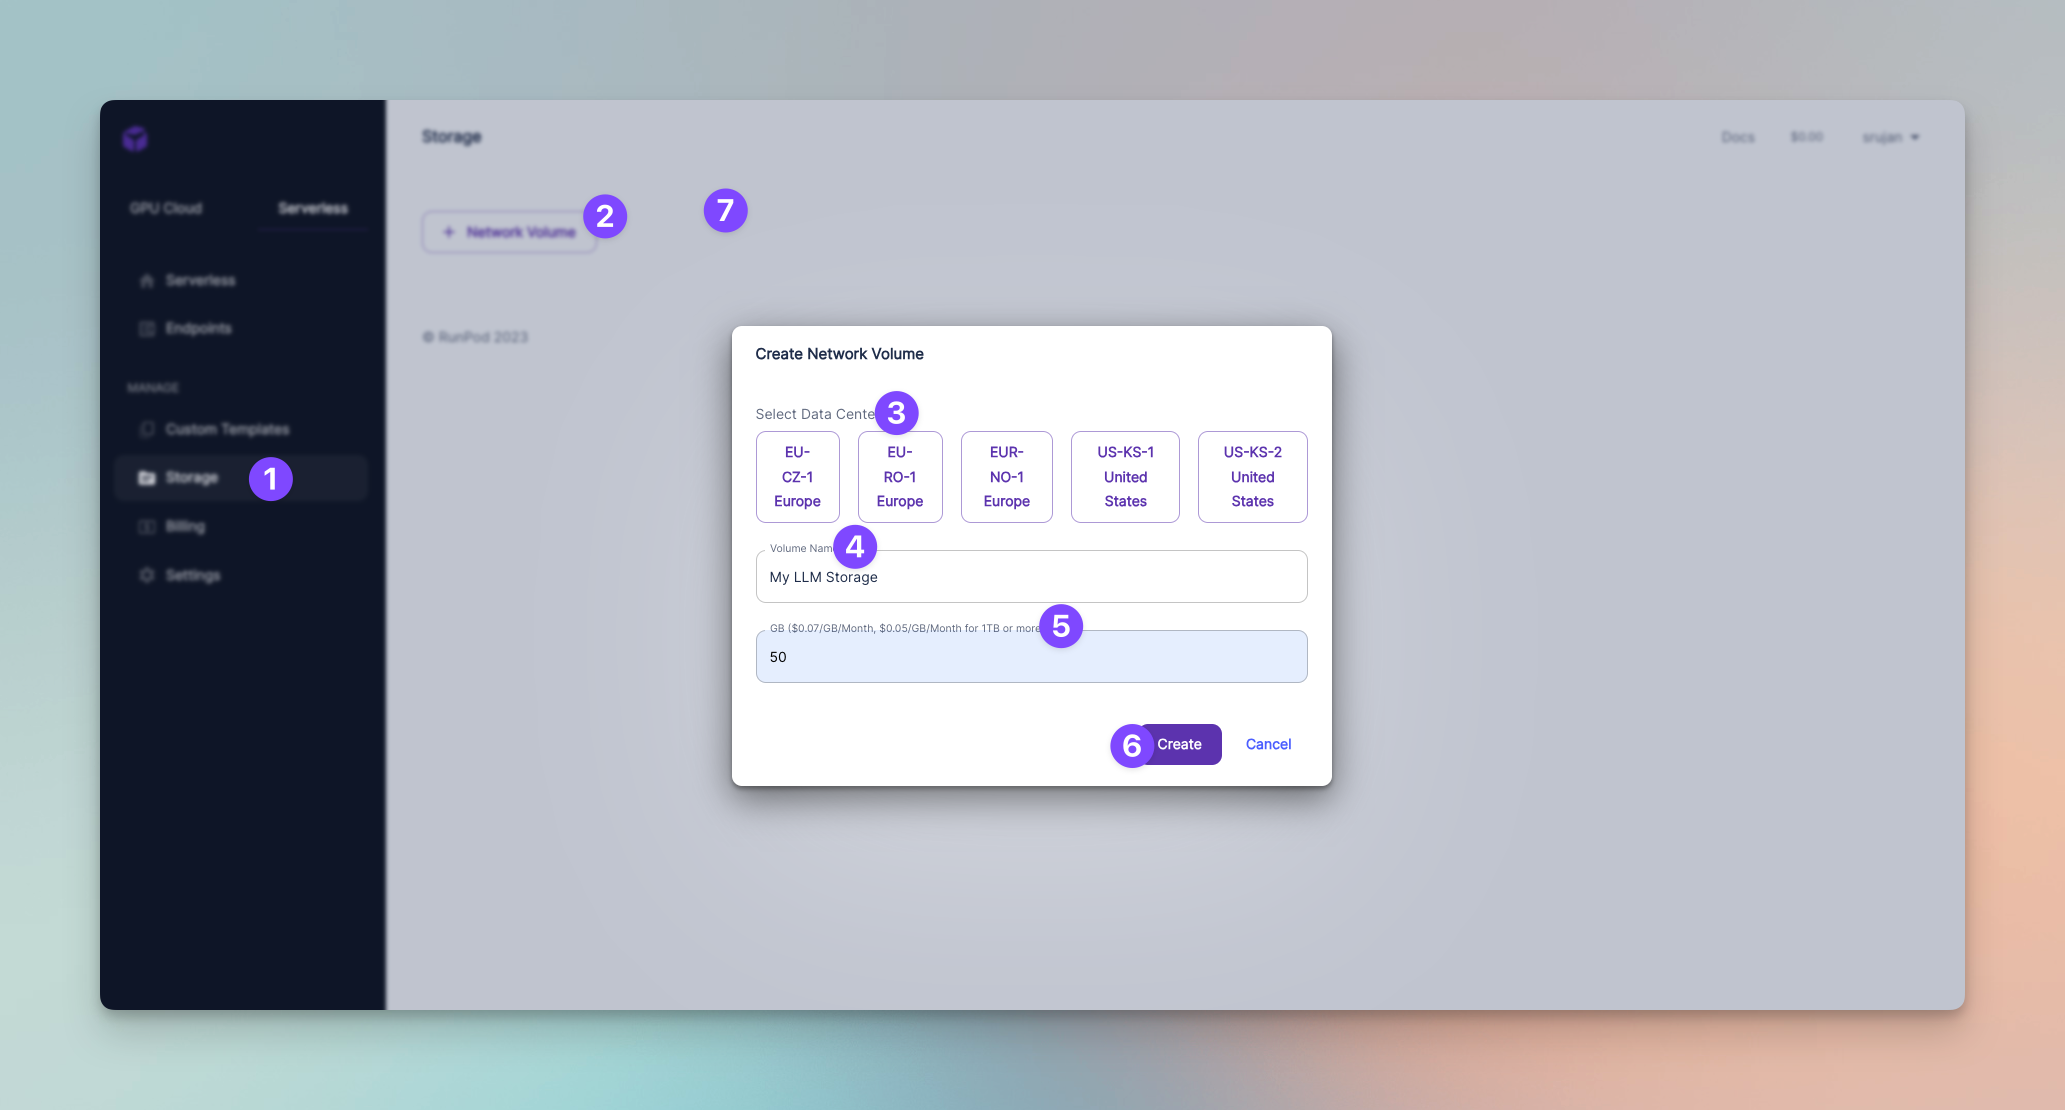 Storage
Docs
$0.00
srujan
GPU Cloud
Serverless
2
7
+ Network Volume
Serverless
Endpoints
© RunPod 2023
MANAGE
Custom Templates
Storage
1
Billing
Settings
Create Network Volume
Select Data Cente
3
EU-
CZ-1
Europe
EU-
RO-1
Europe
EUR-
NO-1
Europe
US-KS-1
United
States
US-KS-2
United
States
Volume Nam
4
My LLM Storage
GB ($0.07/GB/Month, $0.05/GB/Month for 1TB or more
5
50
6
Create
Cancel